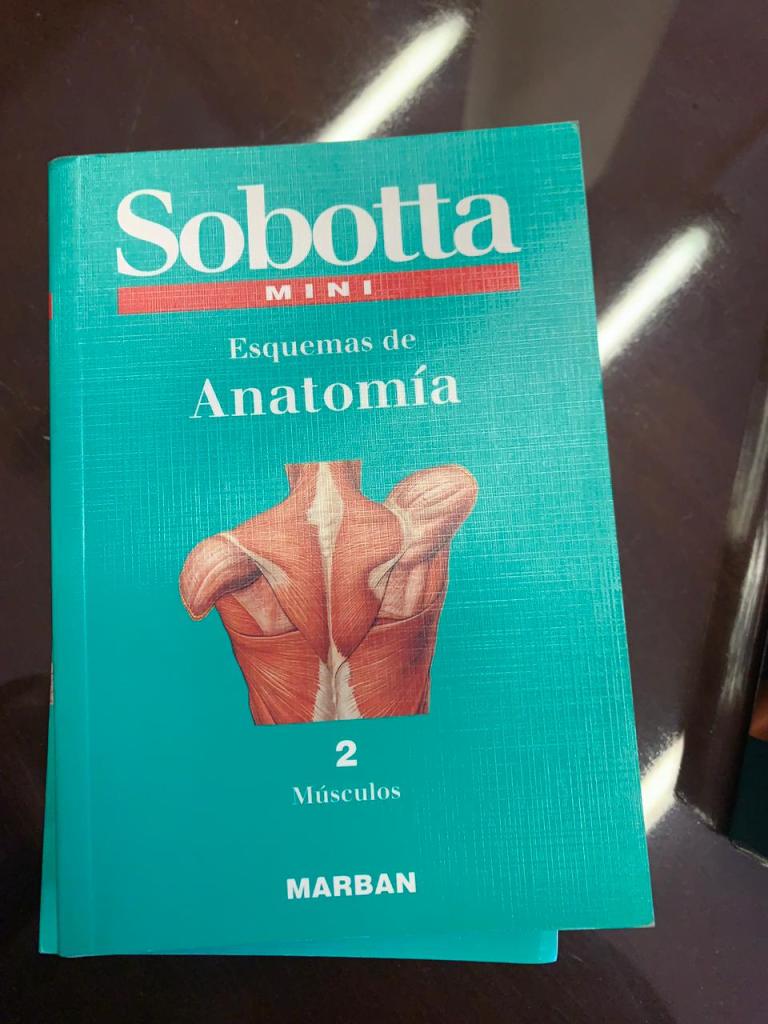 Sobotta
MINI
Esquemas de
Anatomía
2
Músculos
MARBAN